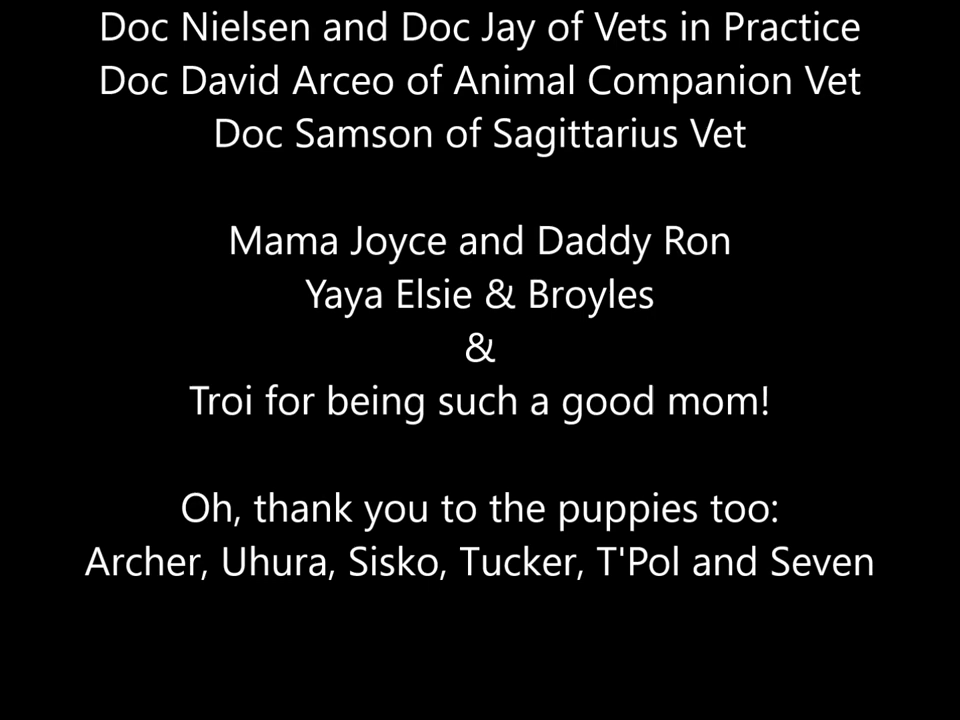 Doc Nielsen and Doc Jay of Vets in Practice
Doc David Arceo of Animal Companion Vet
Doc Samson of Sagittarius Vet
Mama Joyce and Daddy Ron
Yaya Elsie & Broyles
&
Troi for being such a good mom!
Oh, thank you to the puppies too:
Archer, Uhura, Sisko, Tucker, T'Pol and Seven